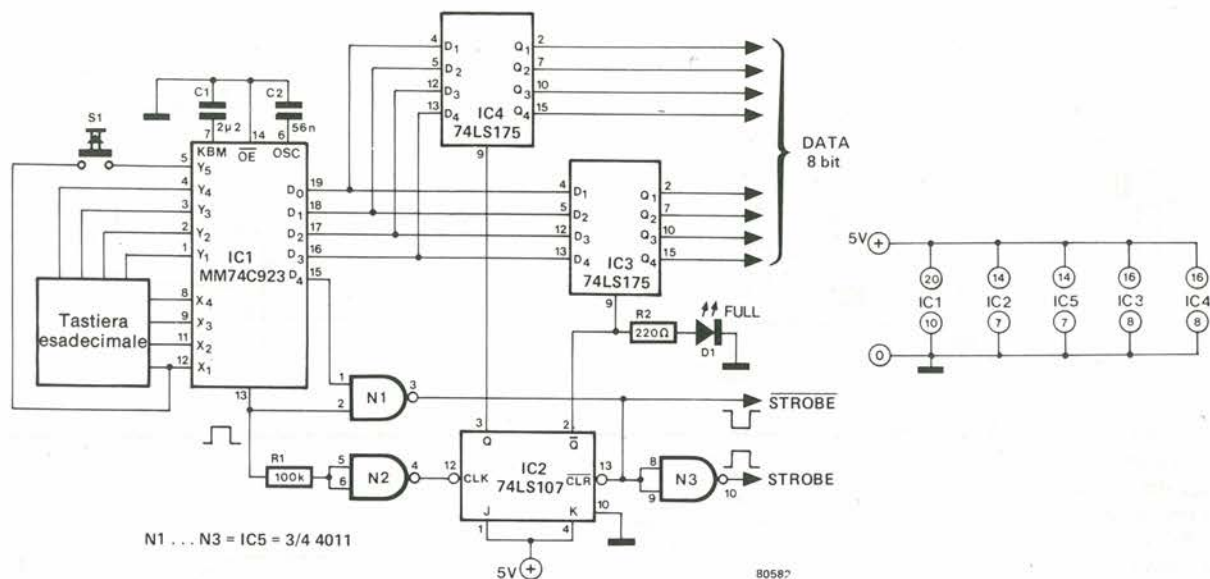 S1
C1
2µ2
C2
56n
7
14
6
KBM
OE
OSC
5
Y5
4
Y4
3
Y3
2
Y2
1
Y1
IC1
MM74C923
D0
19
D1
18
D2
17
D3
16
D4
15
8
X4
9
X3
11
X2
12
X1
13
Tastiera
esadecimale
4
D1
Q1
2
5
D2
Q2
7
12
D3
Q3
10
13
D4
Q4
15
IC4
74LS175
9
4
D1
Q1
2
5
D2
Q2
7
12
D3
Q3
10
13
D4
Q4
15
IC3
74LS175
9
DATA
8 bit
R2
220Ω
FULL
D1
1
2
N1
3
STROBE
R1
100k
5
6
N2
4
12
CLK
3
Q
2
Q
IC2
74LS107
CLR
13
J
K
1
4
10
8
9
N3
10
STROBE
5V +
N1 . . . N3 = IC5 = 3/4 4011
80582
5V +
20
14
14
16
16
IC1
IC2
IC5
IC3
IC4
10
7
7
8
8
0